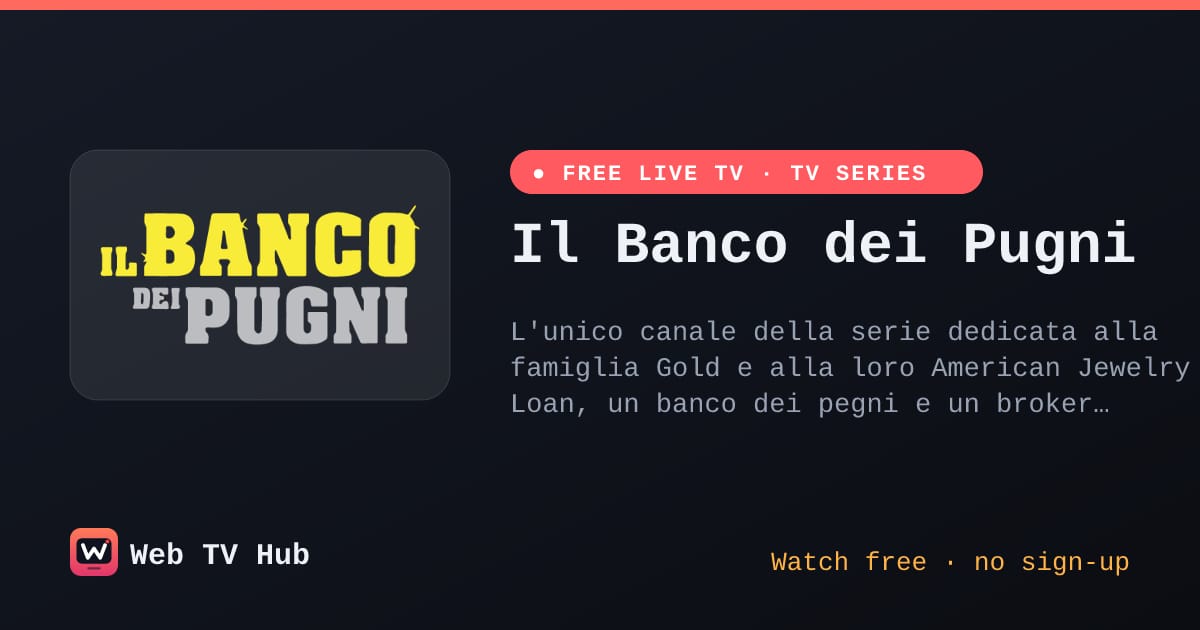 IL BANCO
DEI PUGNI
● FREE LIVE TV · TV SERIES
Il Banco dei Pugni
L'unico canale della serie dedicata alla
famiglia Gold e alla loro American Jewelry
Loan, un banco dei pegni e un broker…
W
Web TV Hub
Watch free · no sign-up